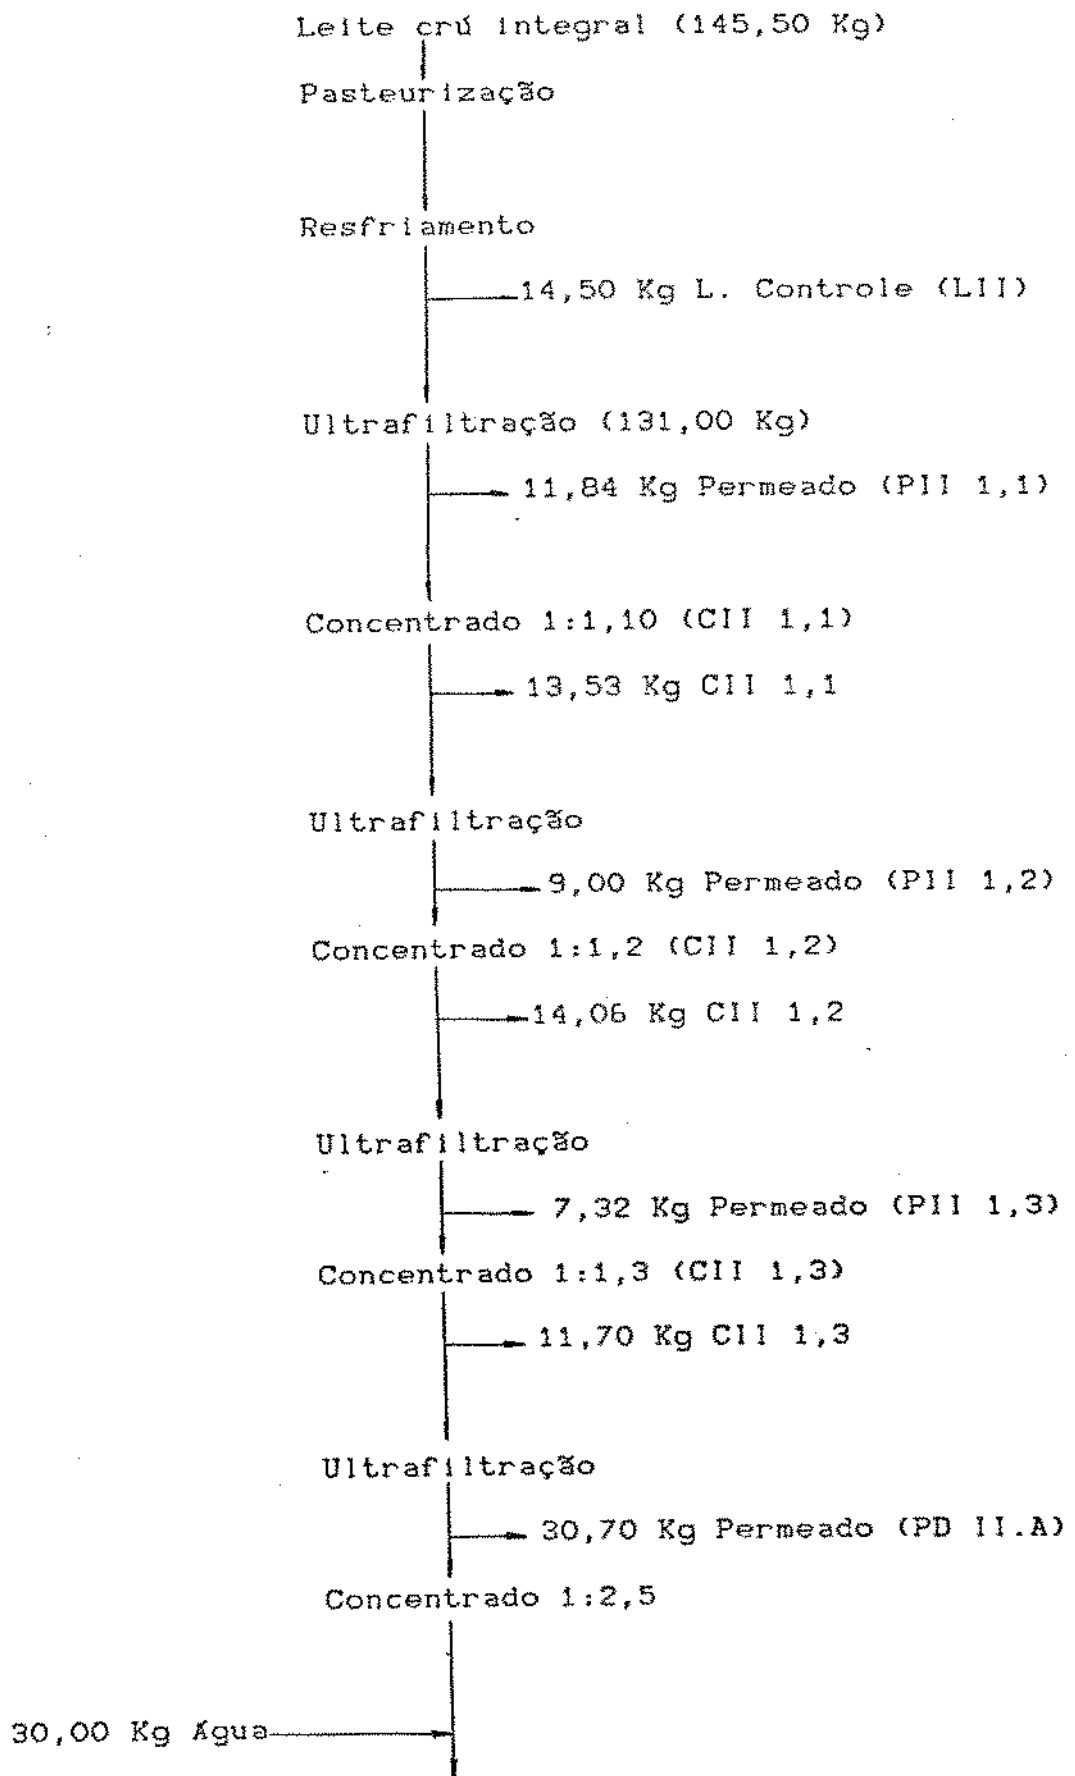 Leite crú integral (145,50 Kg)
Pasteurização
Resfriamento
14,50 Kg L. Controle (LII)
Ultrafiltração (131,00 Kg)
11,84 Kg Permeado (PII 1,1)
Concentrado 1:1,10 (CII 1,1)
13,53 Kg CII 1,1
Ultrafiltração
9,00 Kg Permeado (PII 1,2)
Concentrado 1:1,2 (CII 1,2)
14,06 Kg CII 1,2
Ultrafiltração
7,32 Kg Permeado (PII 1,3)
Concentrado 1:1,3 (CII 1,3)
11,70 Kg CII 1,3
Ultrafiltração
30,70 Kg Permeado (PD II.A)
Concentrado 1:2,5
30,00 Kg Água